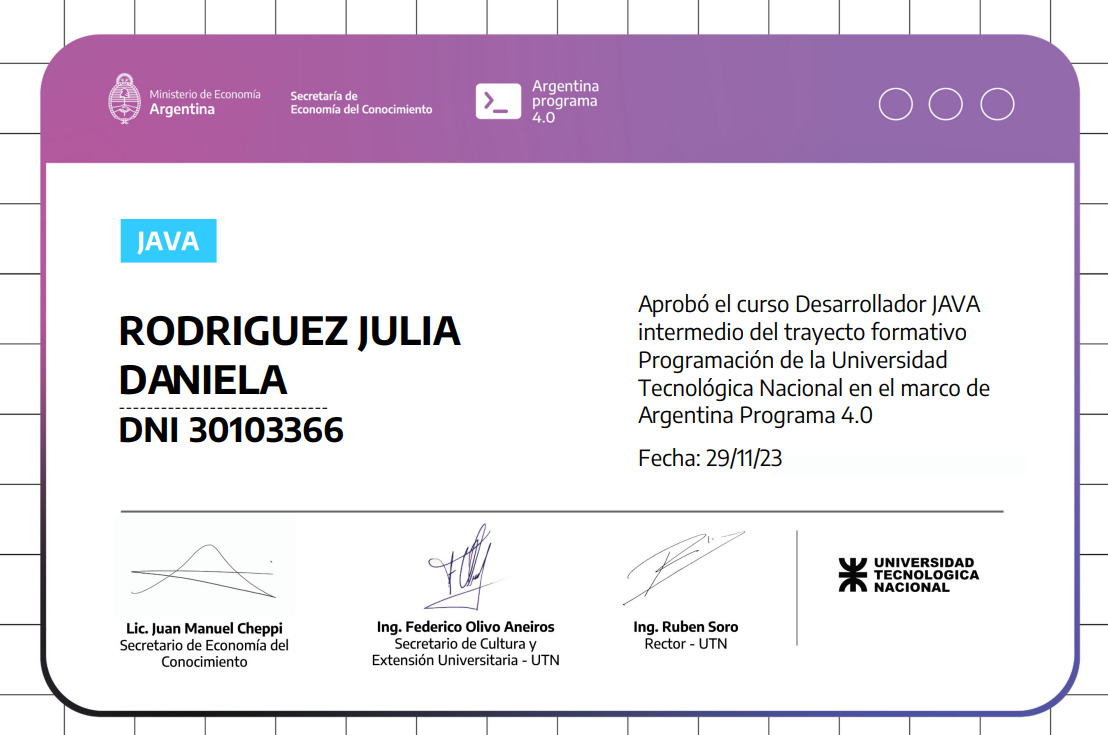 Ministerio de Economía
Argentina
Secretaría de
Economía del Conocimiento
Argentina
programa
4.0
JAVA
RODRIGUEZ JULIA
DANIELA
DNI 30103366
Aprobó el curso Desarrollador JAVA
intermedio del trayecto formativo
Programación de la Universidad
Tecnológica Nacional en el marco de
Argentina Programa 4.0
Fecha: 29/11/23
Lic. Juan Manuel Cheppi
Secretario de Economía del
Conocimiento
Ing. Federico Olivo Aneiros
Secretario de Cultura y
Extensión Universitaria - UTN
Ing. Ruben Soro
Rector - UTN
UNIVERSIDAD
TECNOLOGICA
NACIONAL